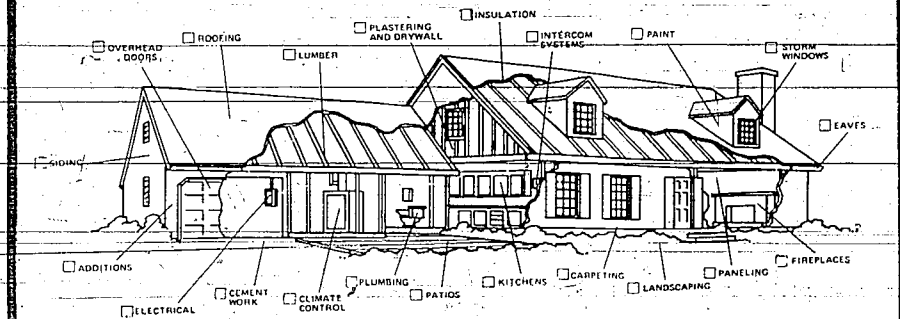 INSULATION
PLASTERING
AND DRYWALL
INTERCOM
SYSTEMS
PAINT
ROOFING
OVERHEAD
DOORS
LUMBER
STORM
WINDOWS
EAVES
SIDING
ADDITIONS
ELECTRICAL
CEMENT
WORK
CLIMATE
CONTROL
PLUMBING
PATIOS
KITCHENS
CARPETING
LANDSCAPING
PANELING
FIREPLACES